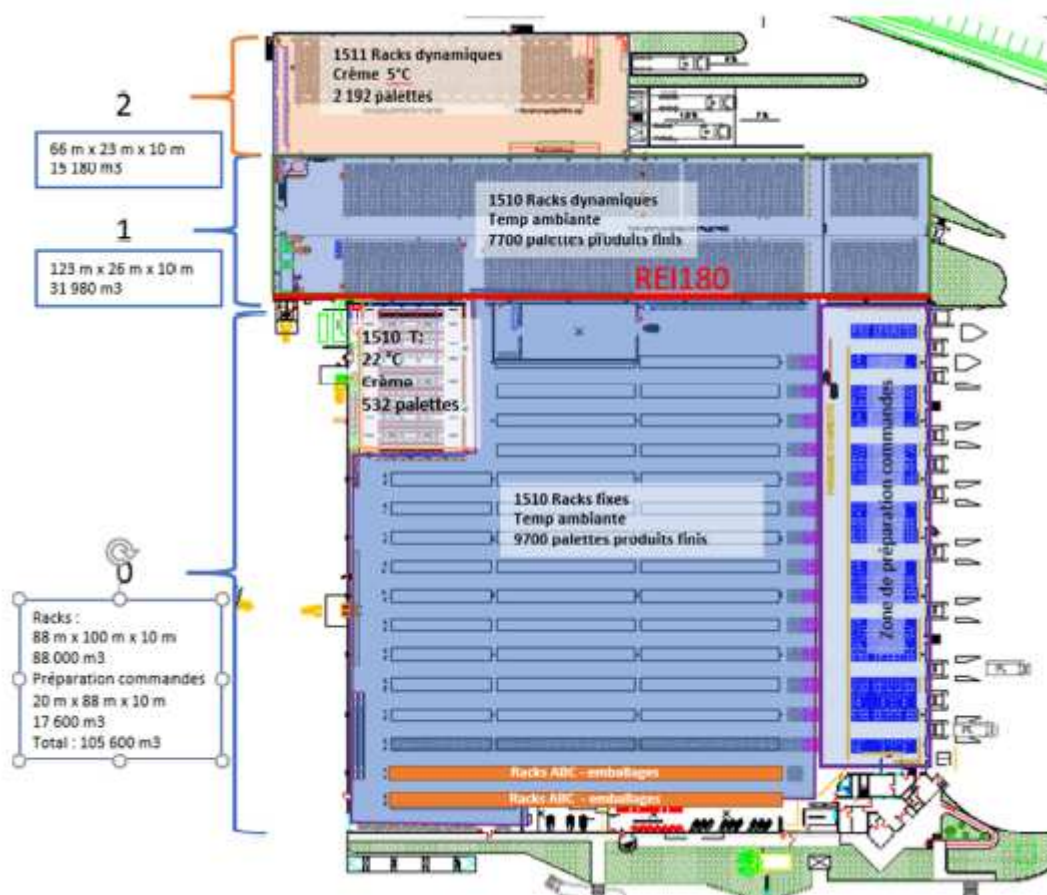 1511 Racks dynamiques
Crème 5°C
2 192 palettes
2
66 m x 23 m x 10 m
15 180 m3
1
123 m x 26 m x 10 m
31 980 m3
1510 Racks dynamiques
Temp ambiante
7700 palettes produits finis
REI180
1510 T:
22 °C
Crème
532 palettes
Zone de préparation commandes
1510 Racks fixes
Temp ambiante
9700 palettes produits finis
0
Racks :
88 m x 100 m x 10 m
88 000 m3
Préparation commandes
20 m x 88 m x 10 m
17 600 m3
Total : 105 600 m3
Racks ABC - emballages
Racks ABC - emballages